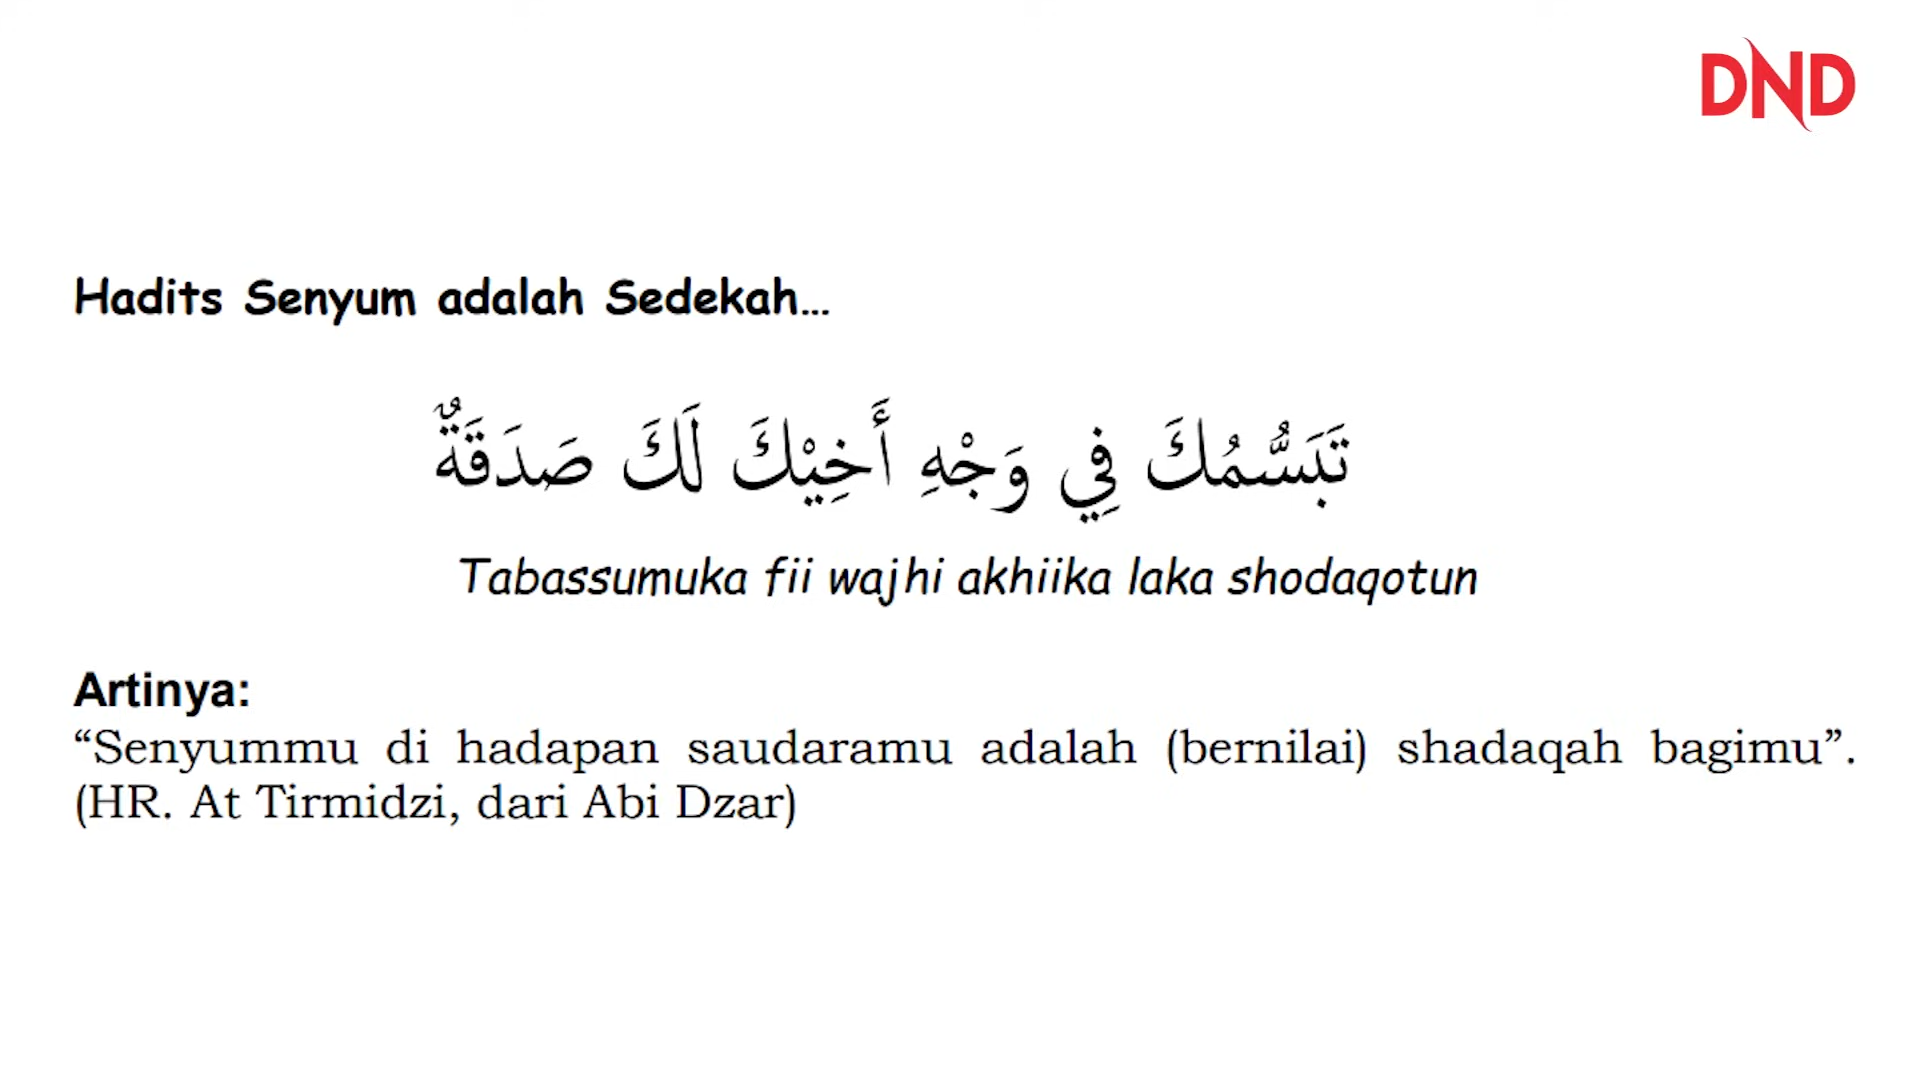 DND
Hadits Senyum adalah Sedekah...
تَبَسُّمُكَ فِي وَجْهِ أَخِيْكَ لَكَ صَدَقَةٌ
Tabassumuka fii wajhi akhiika laka shodaqotun
Artinya:
“Senyummu di hadapan saudaramu adalah (bernilai) shadaqah bagimu”.
(HR. At Tirmidzi, dari Abi Dzar)